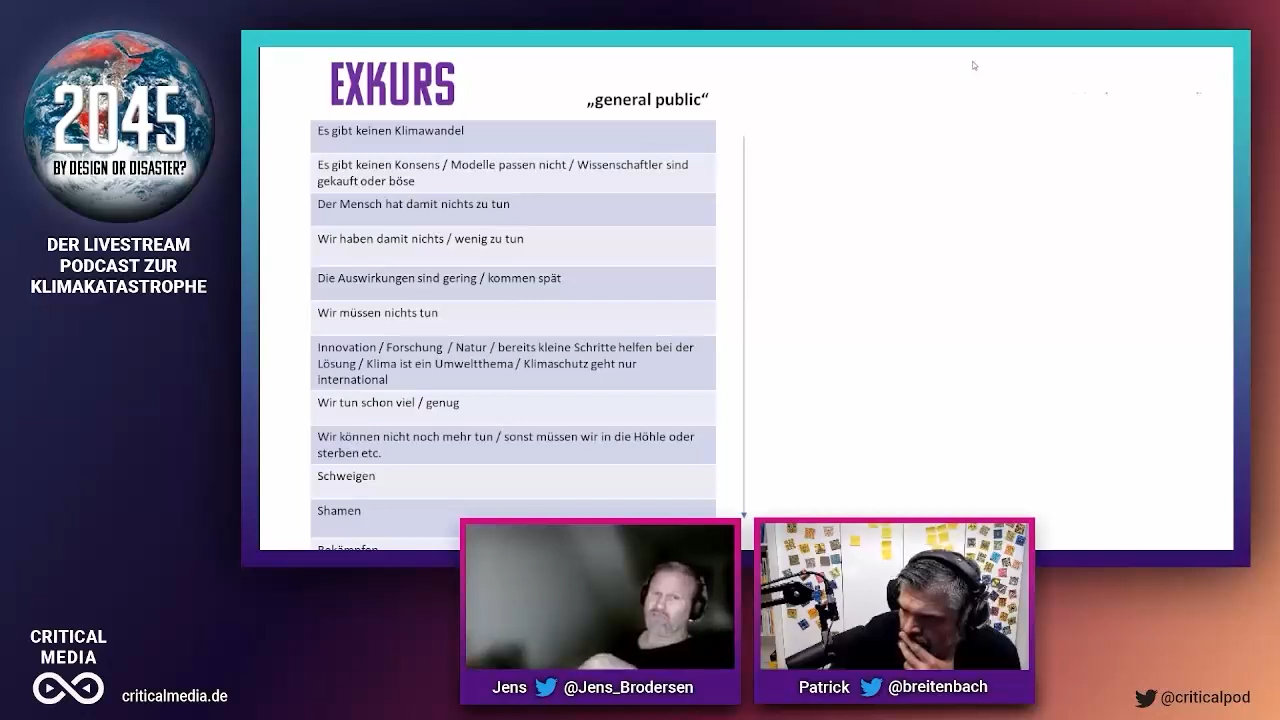 2045
BY DESIGN OR DISASTER?
DER LIVESTREAM
PODCAST ZUR
KLIMAKATASTROPHE
EXKURS
„general public“
Es gibt keinen Klimawandel
Es gibt keinen Konsens / Modelle passen nicht / Wissenschaftler sind
gekauft oder böse
Der Mensch hat damit nichts zu tun
Wir haben damit nichts / wenig zu tun
Die Auswirkungen sind gering / kommen spät
Wir müssen nichts tun
Innovation / Forschung / Natur / bereits kleine Schritte helfen bei der
Lösung / Klima ist ein Umweltthema / Klimaschutz geht nur
international
Wir tun schon viel / genug
Wir können nicht noch mehr tun / sonst müssen wir in die Höhle oder
sterben etc.
Schweigen
Shamen
Bekämpfen
Jens @Jens_Brodersen
Patrick @breitenbach
CRITICAL
MEDIA
criticalmedia.de
@criticalpod